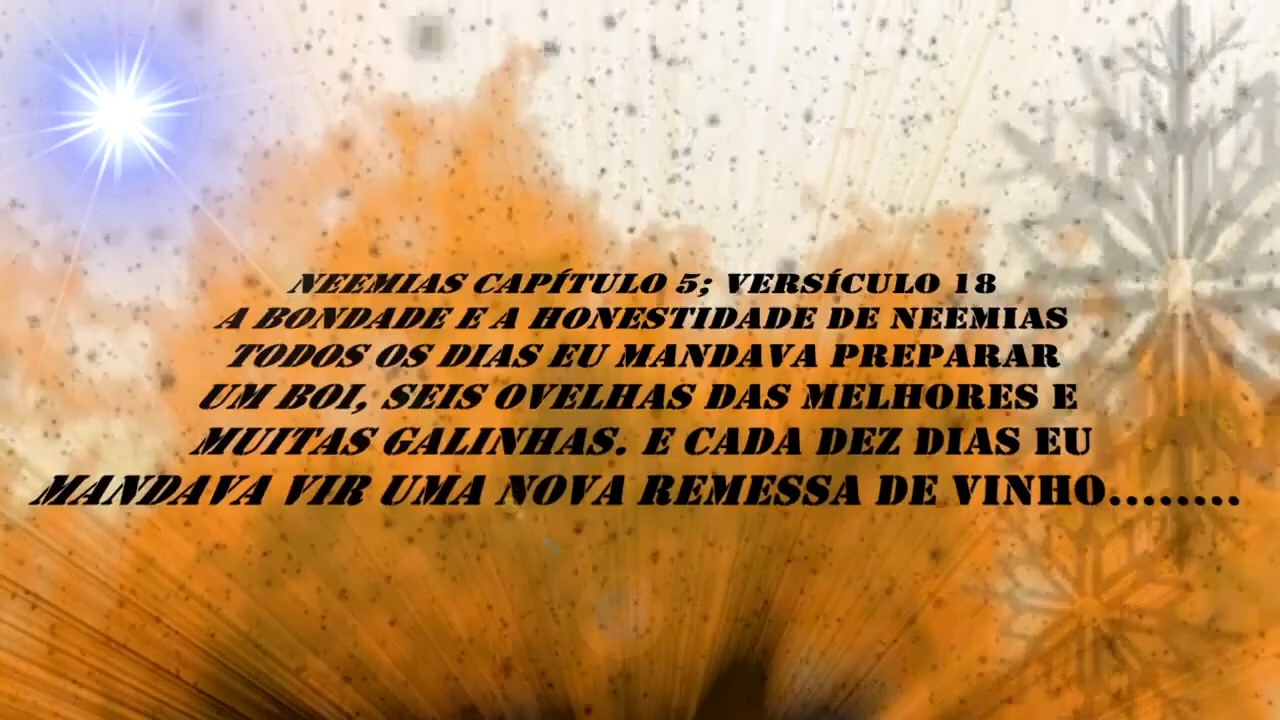 NEEMIAS CAPÍTULO 5; VERSÍCULO 18
A BONDADE E A HONESTIDADE DE NEEMIAS
TODOS OS DIAS EU MANDAVA PREPARAR
UM BOI, SEIS OVELHAS DAS MELHORES E
MUITAS GALINHAS. E CADA DEZ DIAS EU
MANDAVA VIR UMA NOVA REMESSA DE VINHO........